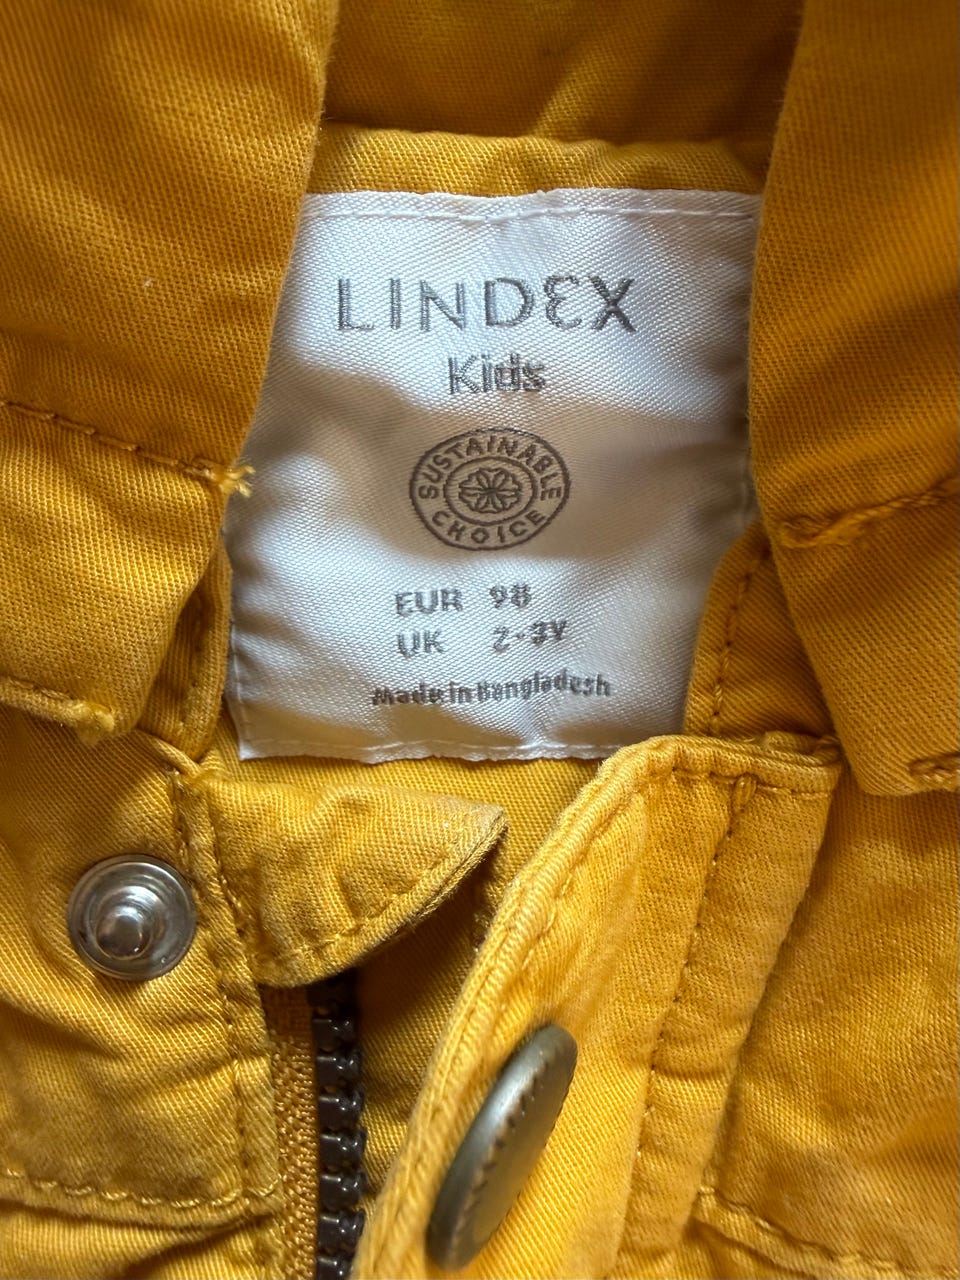 LINDEX
Kids
SUSTAINABLE
CHOICE
EUR 98
UK 2-3Y
Made in Bangladesh